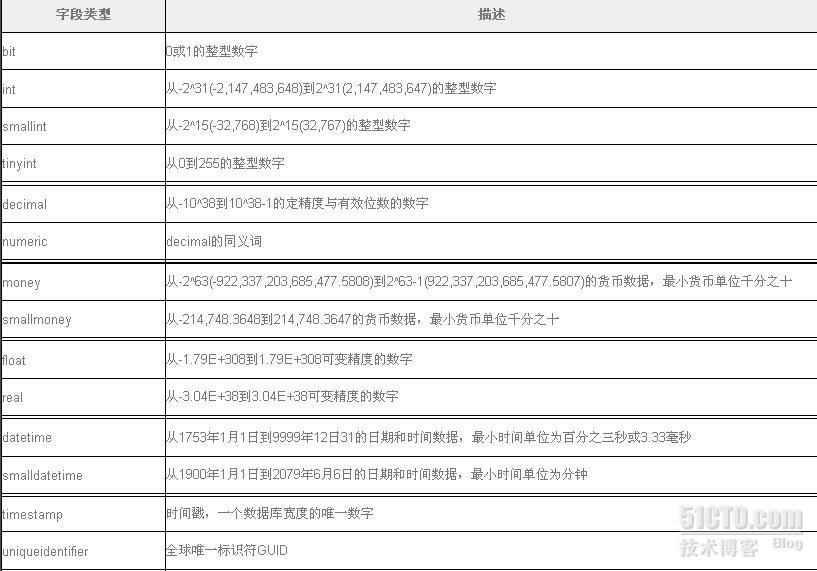 字段类型 描述
bit 0或1的整型数字
int 从-2^31(-2,147,483,648)到2^31(2,147,483,647)的整型数字
smallint 从-2^15(-32,768)到2^15(32,767)的整型数字
tinyint 从0到255的整型数字
decimal 从-10^38到10^38-1的定精度与有效位数的数字
numeric decimal的同义词
money 从-2^63(-922,337,203,685,477.5808)到2^63-1(922,337,203,685,477.5807)的货币数据，最小货币单位千分之十
smallmoney 从-214,748.3648到214,748.3647的货币数据，最小货币单位千分之十
float 从-1.79E+308到1.79E+308可变精度的数字
real 从-3.04E+38到3.04E+38可变精度的数字
datetime 从1753年1月1日到9999年12日31的日期和时间数据，最小时间单位为百分之三秒或3.33毫秒
smalldatetime 从1900年1月1日到2079年6月6日的日期和时间数据，最小时间单位为分钟
timestamp 时间戳，一个数据库宽度的唯一数字
uniqueidentifier 全球唯一标识符GUID
51CTO.com
技术博客 Blog